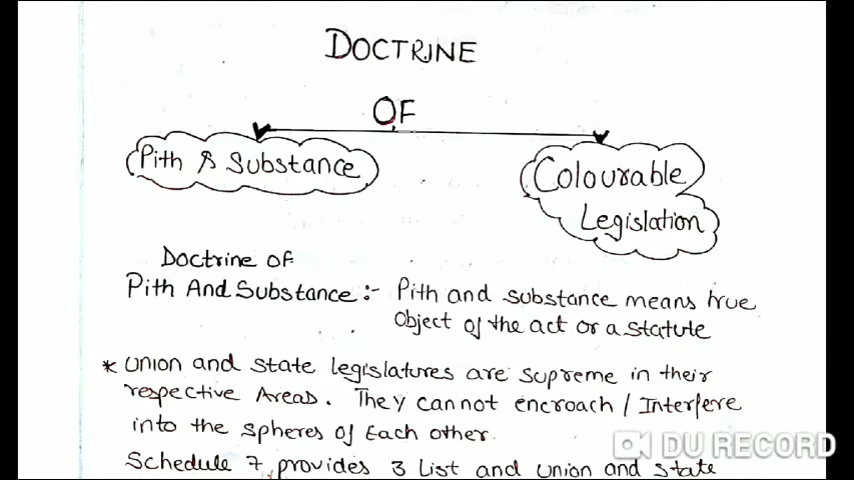 DOCTRINE
OF
Pith & Substance
Colourable
Legislation
Doctrine of
Pith And Substance :- Pith and substance means true
Object of the act or a statute
* Union and state legislatures are supreme in their
respective Areas. They cannot encroach / Interfere
into the spheres of Each other.
Schedule 7 provides 3 List and union and state
DU RECORD